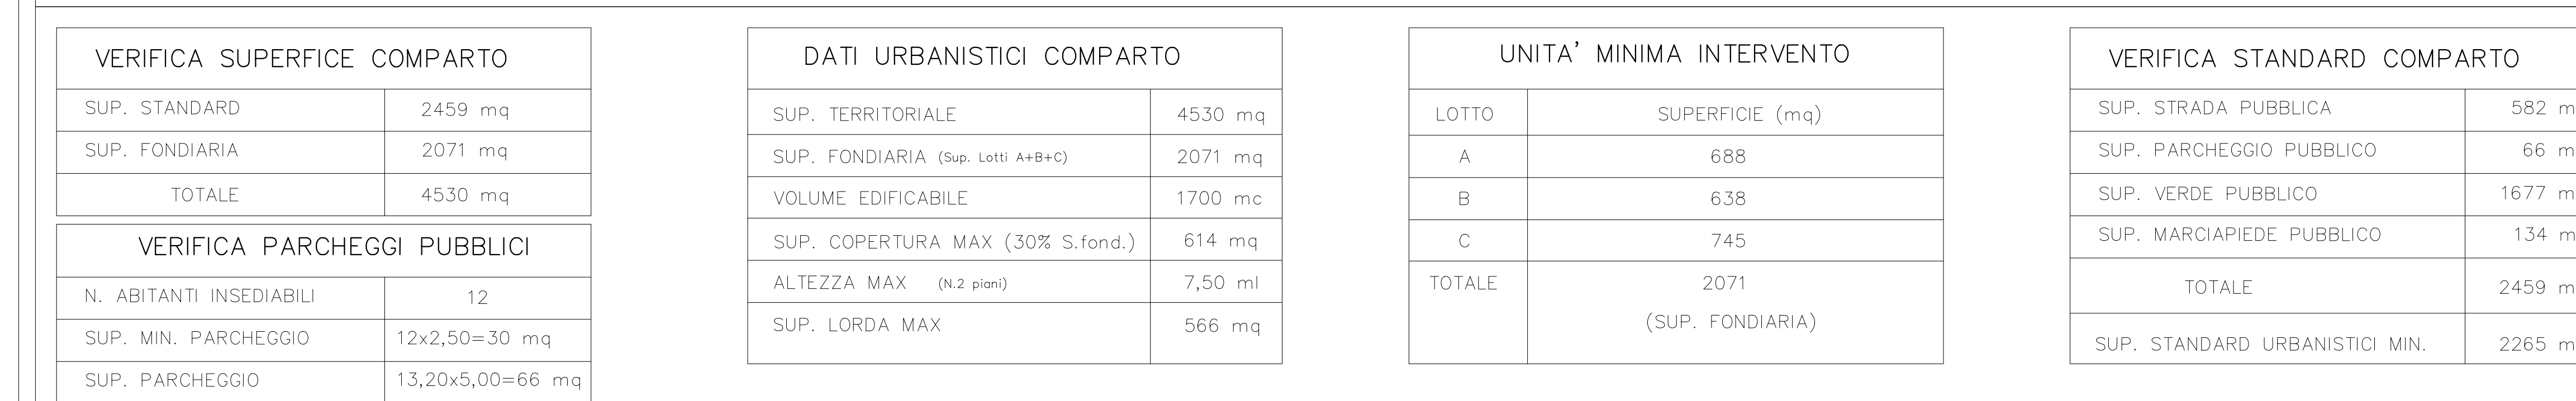 VERIFICA SUPERFICE COMPARTO
SUP. STANDARD 2459 mq
SUP. FONDIARIA 2071 mq
TOTALE 4530 mq
VERIFICA PARCHEGGI PUBBLICI
N. ABITANTI INSEDIABILI 12
SUP. MIN. PARCHEGGIO 12x2,50=30 mq
SUP. PARCHEGGIO 13,20x5,00=66 mq
DATI URBANISTICI COMPARTO
SUP. TERRITORIALE 4530 mq
SUP. FONDIARIA (Sup. Lotti A+B+C) 2071 mq
VOLUME EDIFICABILE 1700 mc
SUP. COPERTURA MAX (30% S.fond.) 614 mq
ALTEZZA MAX (N.2 piani) 7,50 ml
SUP. LORDA MAX 566 mq
UNITA' MINIMA INTERVENTO
LOTTO SUPERFICIE (mq)
A 688
B 638
C 745
TOTALE 2071
(SUP. FONDIARIA)
VERIFICA STANDARD COMPARTO
SUP. STRADA PUBBLICA 582 m
SUP. PARCHEGGIO PUBBLICO 66 m
SUP. VERDE PUBBLICO 1677 m
SUP. MARCIAPIEDE PUBBLICO 134 m
TOTALE 2459 m
SUP. STANDARD URBANISTICI MIN. 2265 m